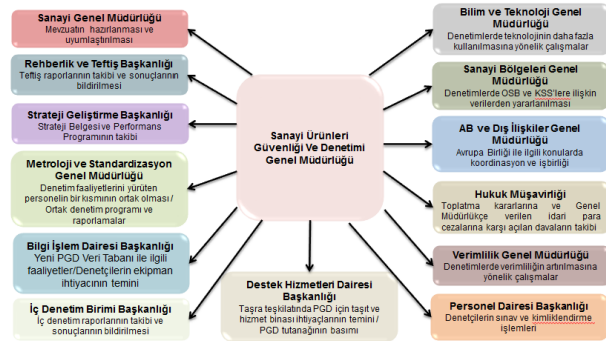 Sanayi Genel Müdürlüğü
Mevzuatın hazırlanması ve
uyumlaştırılması
Rehberlik ve Teftiş Başkanlığı
Teftiş raporlarının takibi ve sonuçlarının
bildirilmesi
Strateji Geliştirme Başkanlığı
Strateji Belgesi ve Performans
Programının takibi
Metroloji ve Standardizasyon
Genel Müdürlüğü
Denetim faaliyetlerini yürüten
personelin bir kısmının ortak olması /
Ortak denetim programı ve
raporlamalar
Bilgi İşlem Dairesi Başkanlığı
Yeni PGD Veri Tabanı ile ilgili
faaliyetler/Denetçilerin ekipman
ihtiyacının temini
İç Denetim Birimi Başkanlığı
İç denetim raporlarının takibi ve
sonuçlarının bildirilmesi
Sanayi Ürünleri
Güvenliği Ve Denetimi
Genel Müdürlüğü
Destek Hizmetleri Dairesi
Başkanlığı
Taşra teşkilatında PGD için taşıt ve
hizmet binası ihtiyaçlarının temini /
PGD tutanağının basımı
Bilim ve Teknoloji Genel
Müdürlüğü
Denetimlerde teknolojinin daha fazla
kullanılmasına yönelik çalışmalar
Sanayi Bölgeleri Genel
Müdürlüğü
Denetimlerde OSB ve KSS'lere ilişkin
verilerden yararlanılması
AB ve Dış İlişkiler Genel
Müdürlüğü
Avrupa Birliği ile ilgili konularda
koordinasyon ve işbirliği
Hukuk Müşavirliği
Toplatma kararlarına ve Genel
Müdürlükçe verilen idari para
cezalarına karşı açılan davaların takibi
Verimlilik Genel Müdürlüğü
Denetimlerde verimliliğin artırılmasına
yönelik çalışmalar
Personel Dairesi Başkanlığı
Denetçilerin sınav ve kimliklendirme
işlemleri